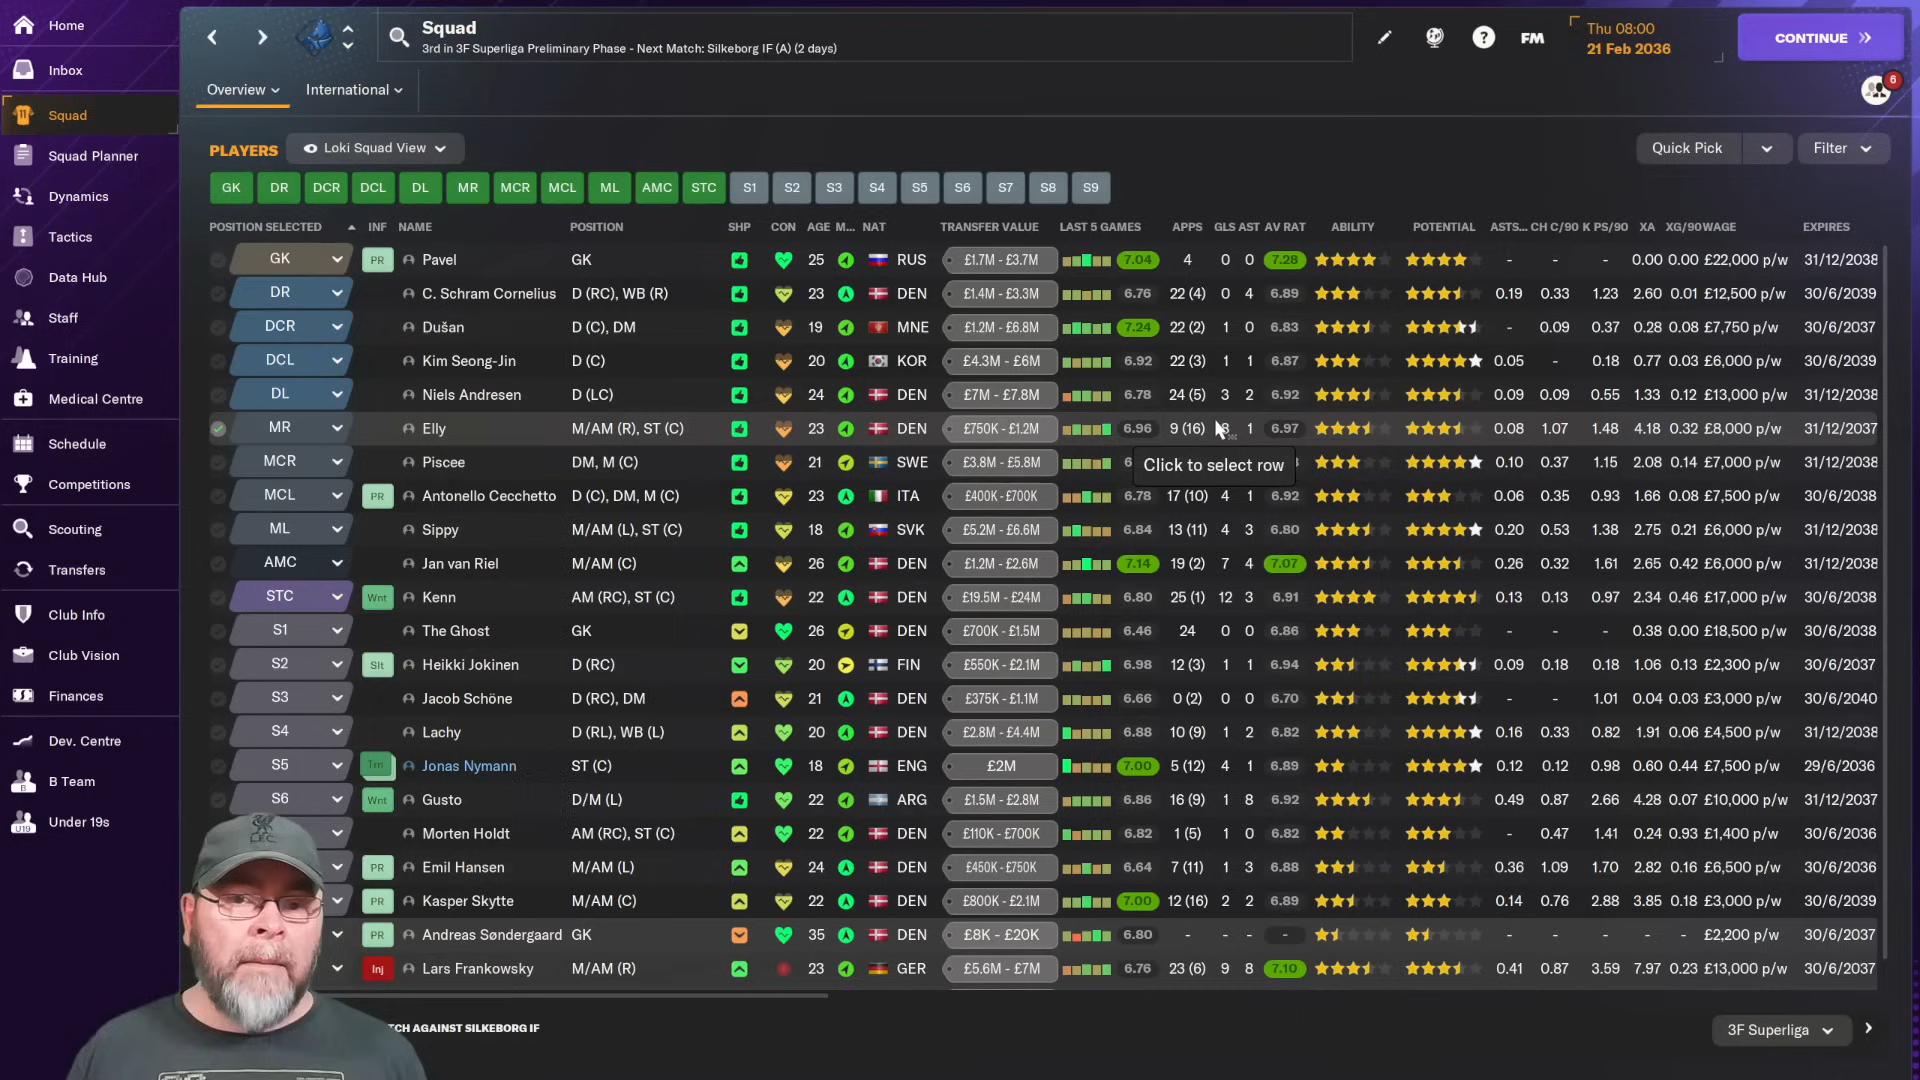 Home
Inbox
Squad
Squad Planner
Dynamics
Tactics
Data Hub
Staff
Training
Medical Centre
Schedule
Competitions
Scouting
Transfers
Club Info
Club Vision
Finances
Dev. Centre
B Team
Under 19s
Squad
3rd in 3F Superliga Preliminary Phase - Next Match: Silkeborg IF (A) (2 days)
FM
Thu 08:00
21 Feb 2036
CONTINUE
6
Overview International
PLAYERS Loki Squad View Quick Pick Filter
GK DR DCR DCL DL MR MCR MCL ML AMC STC S1 S2 S3 S4 S5 S6 S7 S8 S9
POSITION SELECTED INF NAME POSITION SHP CON AGE M... NAT TRANSFER VALUE LAST 5 GAMES APPS GLS AST AV RAT ABILITY POTENTIAL ASTS... CH C/90 K PS/90 XA XG/90 WAGE EXPIRES
GK PR Pavel GK 25 RUS £1.7M - £3.7M 7.04 4 0 0 7.28 - - - 0.00 0.00 £22,000 p/w 31/12/2038
DR C. Schram Cornelius D (RC), WB (R) 23 DEN £1.4M - £3.3M 6.76 22 (4) 0 4 6.89 0.19 0.33 1.23 2.60 0.01 £12,500 p/w 30/6/2039
DCR Dušan D (C), DM 19 MNE £1.2M - £6.8M 7.24 22 (2) 1 0 6.83 - 0.09 0.37 0.28 0.08 £7,750 p/w 30/6/2037
DCL Kim Seong-Jin D (C) 20 KOR £4.3M - £6M 6.92 22 (3) 1 1 6.87 0.05 - 0.18 0.77 0.03 £6,000 p/w 30/6/2039
DL Niels Andresen D (LC) 24 DEN £7M - £7.8M 6.78 24 (5) 3 2 6.92 0.09 0.09 0.55 1.33 0.12 £13,000 p/w 31/12/2038
MR Elly M/AM (R), ST (C) 23 DEN £750K - £1.2M 6.96 9 (16) 1 6.97 0.08 1.07 1.48 4.18 0.32 £8,000 p/w 31/12/2037
MCR Piscee DM, M (C) 21 SWE £3.8M - £5.8M Click to select row 0.10 0.37 1.15 2.08 0.14 £7,000 p/w 31/12/2037
MCL PR Antonello Cecchetto D (C), DM, M (C) 23 ITA £400K - £700K 6.78 17 (10) 4 1 6.92 0.06 0.35 0.93 1.66 0.08 £7,500 p/w 31/12/2038
ML Sippy M/AM (L), ST (C) 18 SVK £5.2M - £6.6M 6.84 13 (11) 4 3 6.80 0.20 0.53 1.38 2.75 0.21 £6,000 p/w 31/12/2038
AMC Jan van Riel M/AM (C) 26 DEN £1.2M - £2.6M 7.14 19 (2) 7 4 7.07 0.26 0.32 1.61 2.65 0.42 £6,000 p/w 31/12/2038
STC Wnt Kenn AM (RC), ST (C) 22 DEN £19.5M - £24M 6.80 25 (1) 12 3 6.91 0.13 0.13 0.97 2.34 0.46 £17,000 p/w 30/6/2038
S1 The Ghost GK 26 DEN £700K - £1.5M 6.46 24 0 0 6.86 - - - 0.38 0.00 £18,500 p/w 30/6/2038
S2 Slt Heikki Jokinen D (RC) 20 FIN £550K - £2.1M 6.98 12 (3) 1 1 6.94 0.09 0.18 0.18 1.06 0.13 £2,300 p/w 30/6/2037
S3 Jacob Schöne D (RC), DM 21 DEN £375K - £1.1M 6.66 0 (2) 0 0 6.70 - - 1.01 0.04 0.03 £3,000 p/w 30/6/2040
S4 Lachy D (RL), WB (L) 20 DEN £2.8M - £4.4M 6.88 10 (9) 1 2 6.82 0.16 0.33 0.82 1.91 0.06 £4,500 p/w 31/12/2038
S5 Trn Jonas Nymann ST (C) 18 ENG £2M 7.00 5 (12) 4 1 6.89 0.12 0.12 0.98 0.60 0.44 £7,500 p/w 29/6/2036
S6 Wnt Gusto D/M (L) 22 ARG £1.5M - £2.8M 6.86 16 (9) 1 8 6.92 0.49 0.87 2.66 4.28 0.07 £10,000 p/w 31/12/2037
Morten Holdt AM (RC), ST (C) 22 DEN £110K - £700K 6.82 1 (5) 1 0 6.82 - 0.47 1.41 0.24 0.93 £1,400 p/w 30/6/2036
PR Emil Hansen M/AM (L) 24 DEN £450K - £750K 6.64 7 (11) 1 3 6.88 0.36 1.09 1.70 2.82 0.16 £6,500 p/w 30/6/2036
PR Kasper Skytte M/AM (C) 22 DEN £800K - £2.1M 7.00 12 (16) 2 2 6.89 0.14 0.76 2.88 3.85 0.18 £3,000 p/w 30/6/2039
PR Andreas Søndergaard GK 35 DEN £8K - £20K 6.80 - - - - - - - - - £2,200 p/w 30/6/2037
Inj Lars Frankowsky M/AM (R) 23 GER £5.6M - £7M 6.76 23 (6) 9 8 7.10 0.41 0.87 3.59 7.97 0.23 £13,000 p/w 30/6/2037
TCH AGAINST SILKEBORG IF
3F Superliga